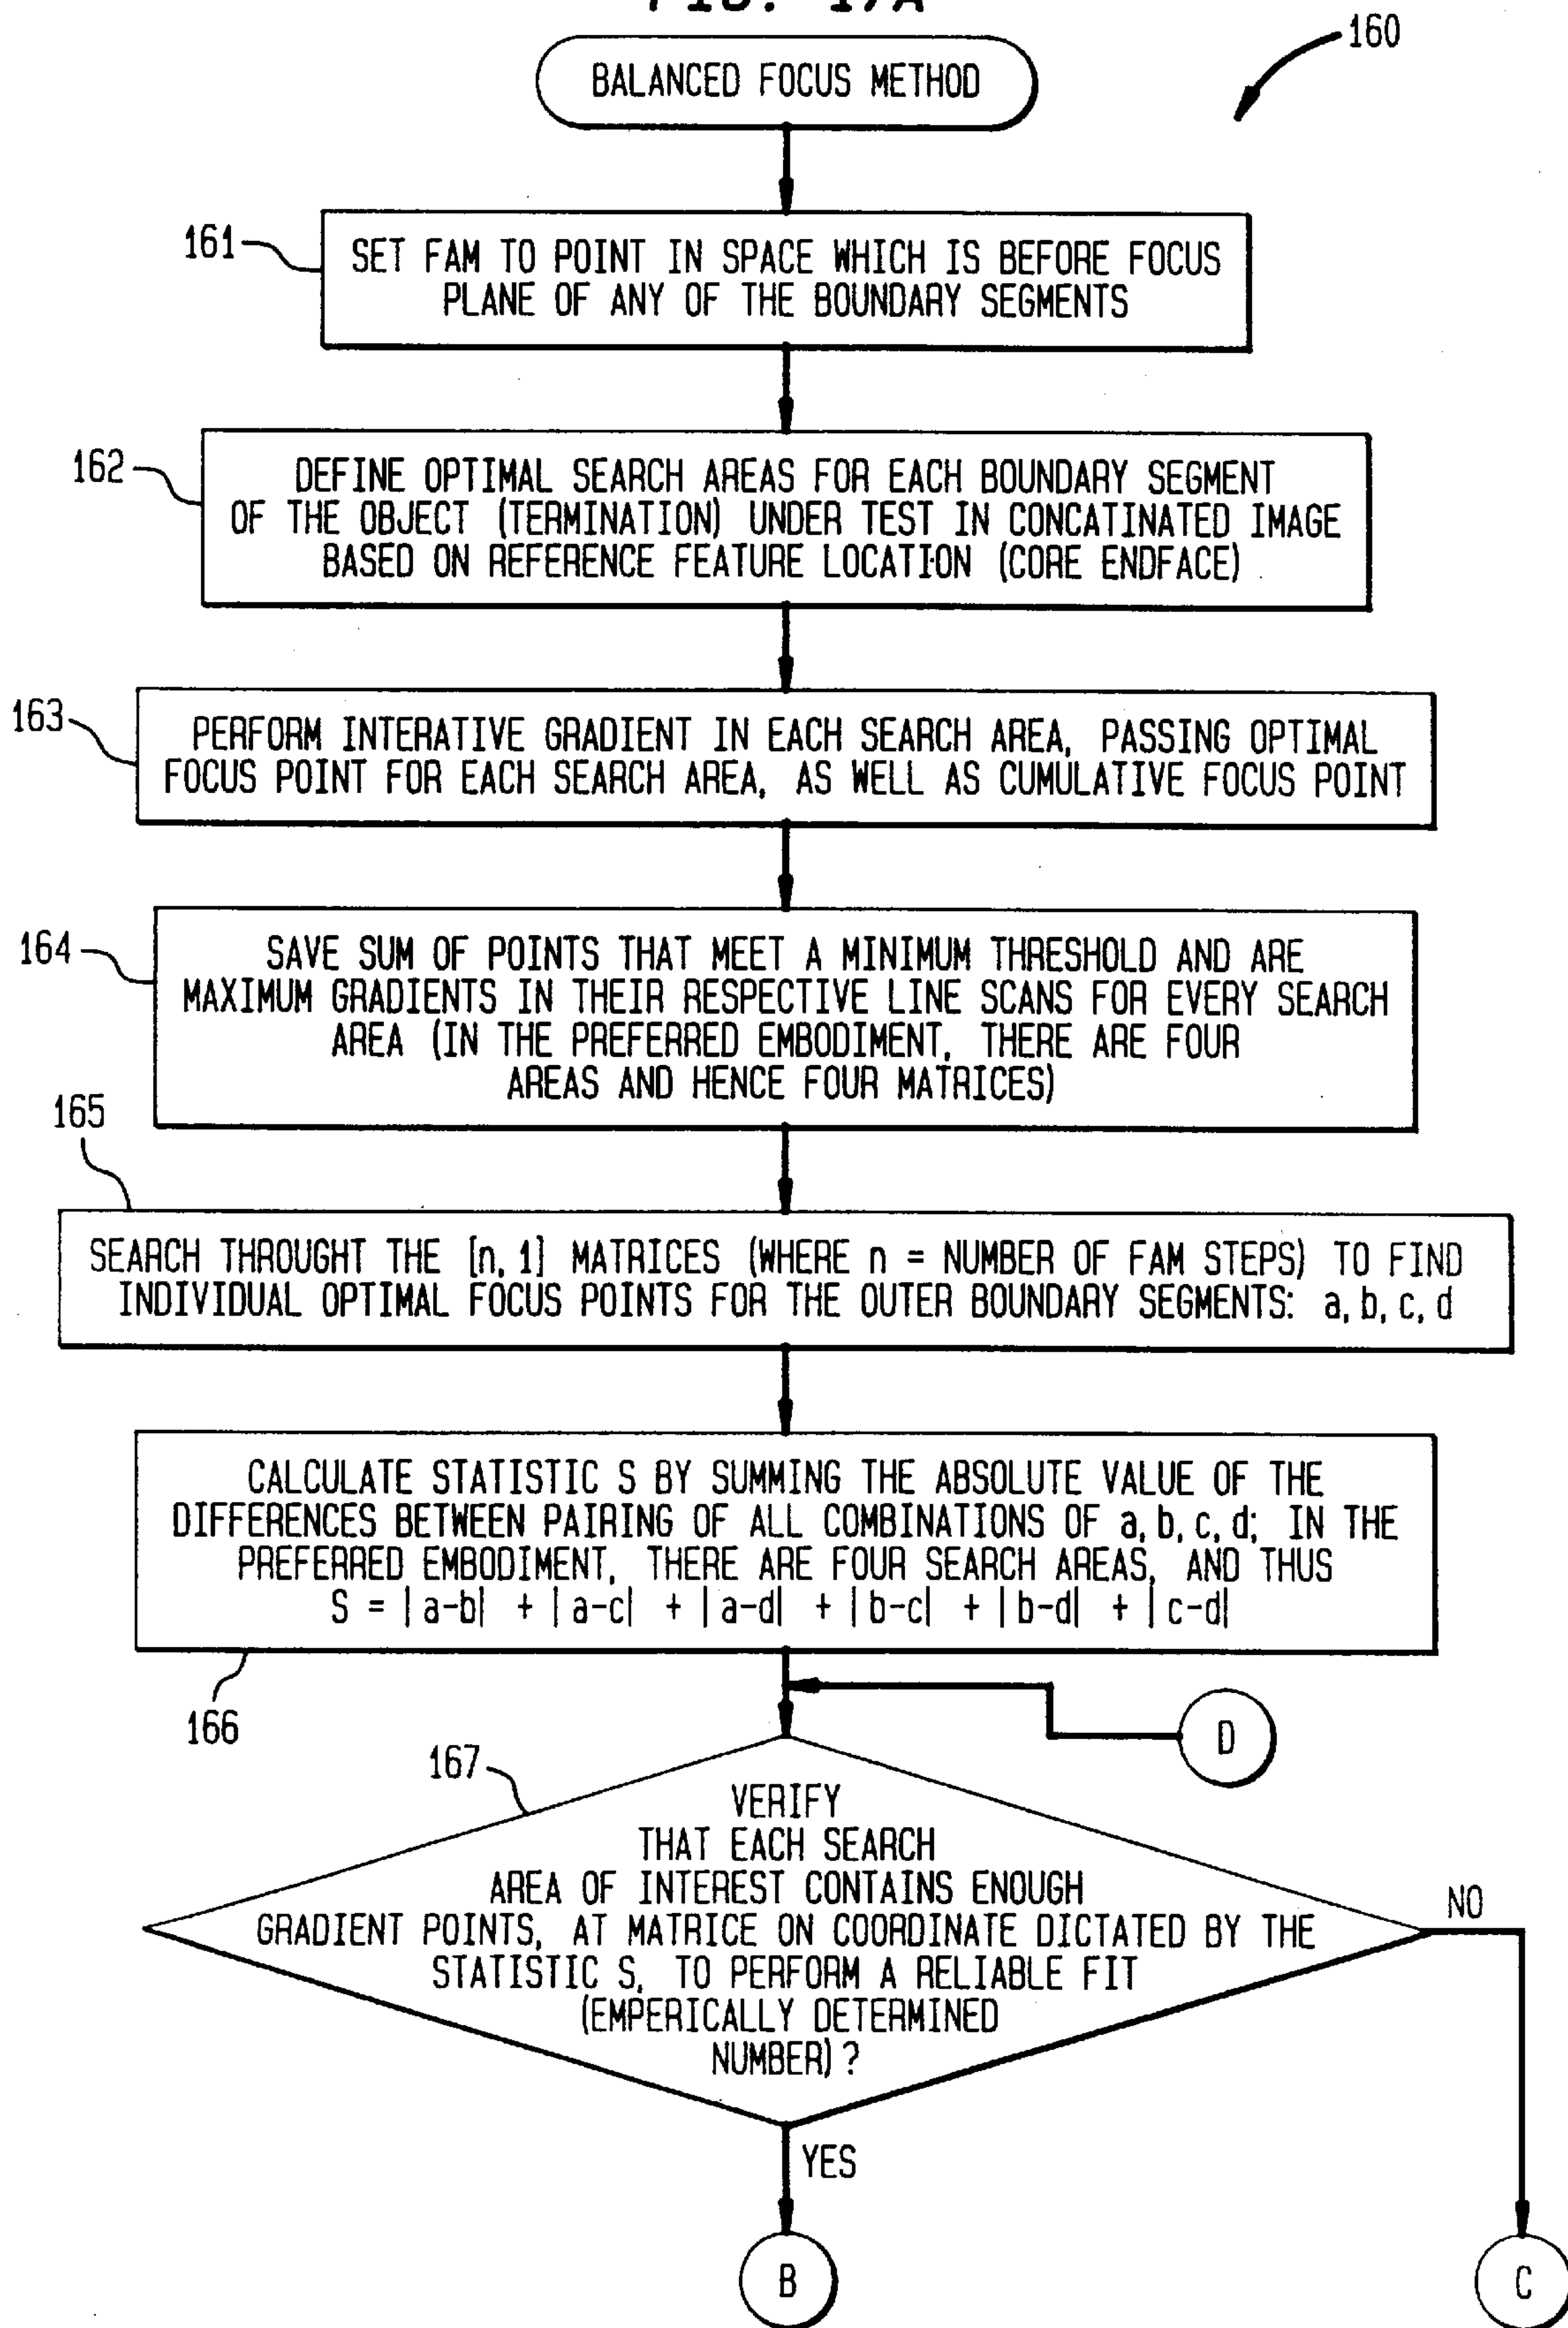 FIG. 17A
160
BALANCED FOCUS METHOD
161
SET FAM TO POINT IN SPACE WHICH IS BEFORE FOCUS
PLANE OF ANY OF THE BOUNDARY SEGMENTS
162
DEFINE OPTIMAL SEARCH AREAS FOR EACH BOUNDARY SEGMENT
OF THE OBJECT (TERMINATION) UNDER TEST IN CONCATINATED IMAGE
BASED ON REFERENCE FEATURE LOCATION (CORE ENDFACE)
163
PERFORM INTERATIVE GRADIENT IN EACH SEARCH AREA, PASSING OPTIMAL
FOCUS POINT FOR EACH SEARCH AREA, AS WELL AS CUMULATIVE FOCUS POINT
164
SAVE SUM OF POINTS THAT MEET A MINIMUM THRESHOLD AND ARE
MAXIMUM GRADIENTS IN THEIR RESPECTIVE LINE SCANS FOR EVERY SEARCH
AREA (IN THE PREFERRED EMBODIMENT, THERE ARE FOUR
AREAS AND HENCE FOUR MATRICES)
165
SEARCH THROUGHT THE [n, 1] MATRICES (WHERE n = NUMBER OF FAM STEPS) TO FIND
INDIVIDUAL OPTIMAL FOCUS POINTS FOR THE OUTER BOUNDARY SEGMENTS: a, b, c, d
CALCULATE STATISTIC S BY SUMMING THE ABSOLUTE VALUE OF THE
DIFFERENCES BETWEEN PAIRING OF ALL COMBINATIONS OF a, b, c, d; IN THE
PREFERRED EMBODIMENT, THERE ARE FOUR SEARCH AREAS, AND THUS
S = |a-b| + |a-c| + |a-d| + |b-c| + |b-d| + |c-d|
166
D
167
VERIFY
THAT EACH SEARCH
AREA OF INTEREST CONTAINS ENOUGH
GRADIENT POINTS, AT MATRICE ON COORDINATE DICTATED BY THE
STATISTIC S, TO PERFORM A RELIABLE FIT
(EMPERICALLY DETERMINED
NUMBER)?
NO
YES
B
C